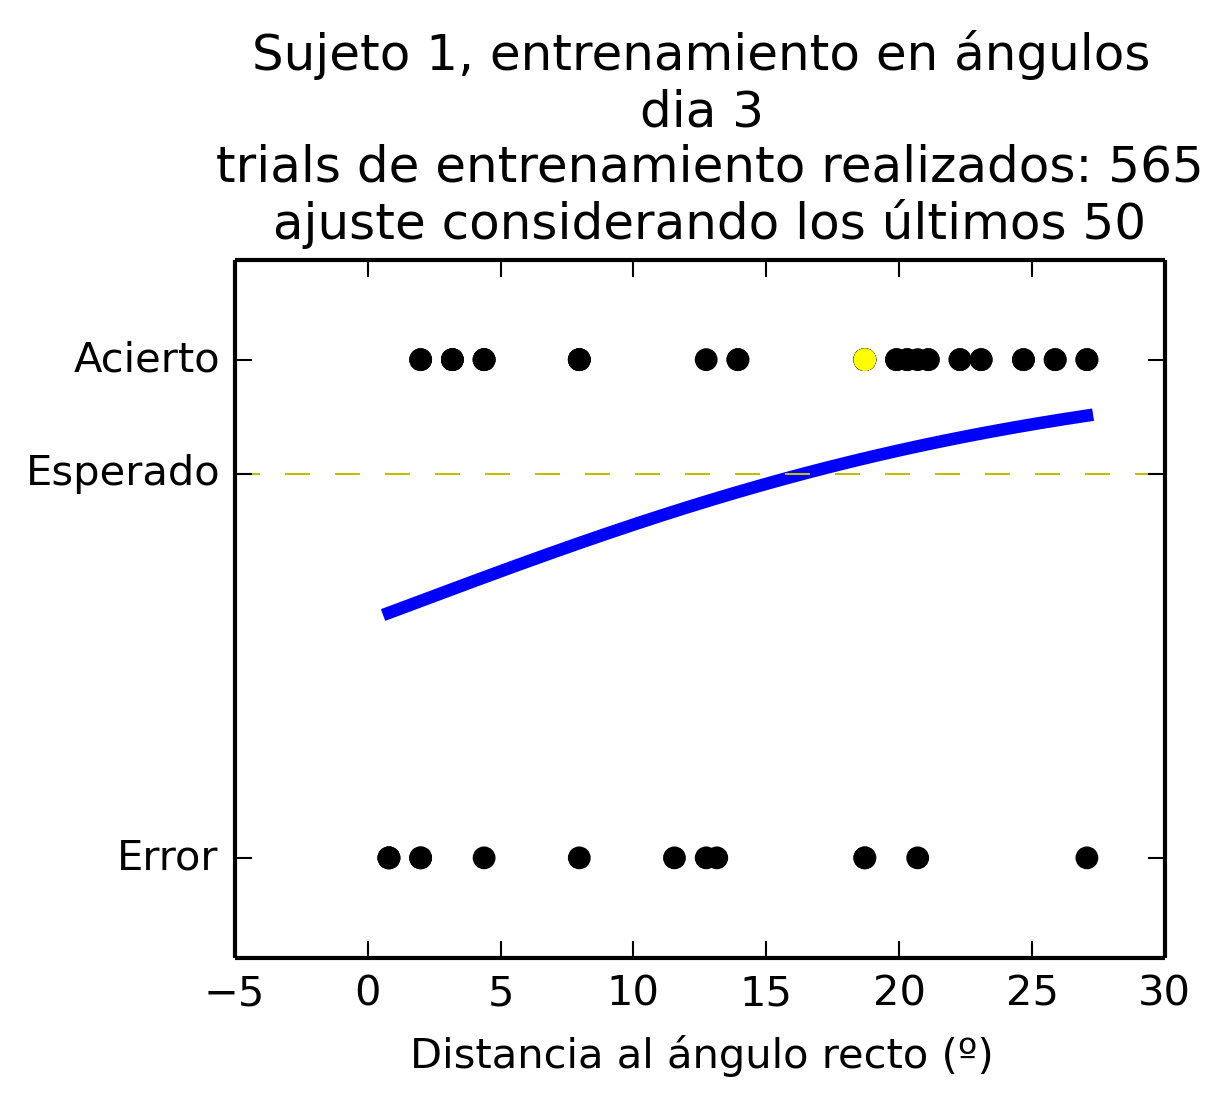 Sujeto 1, entrenamiento en ángulos
dia 3
trials de entrenamiento realizados: 565
ajuste considerando los últimos 50
Acierto
Esperado
Error
−5 0 5 10 15 20 25 30
Distancia al ángulo recto (º)